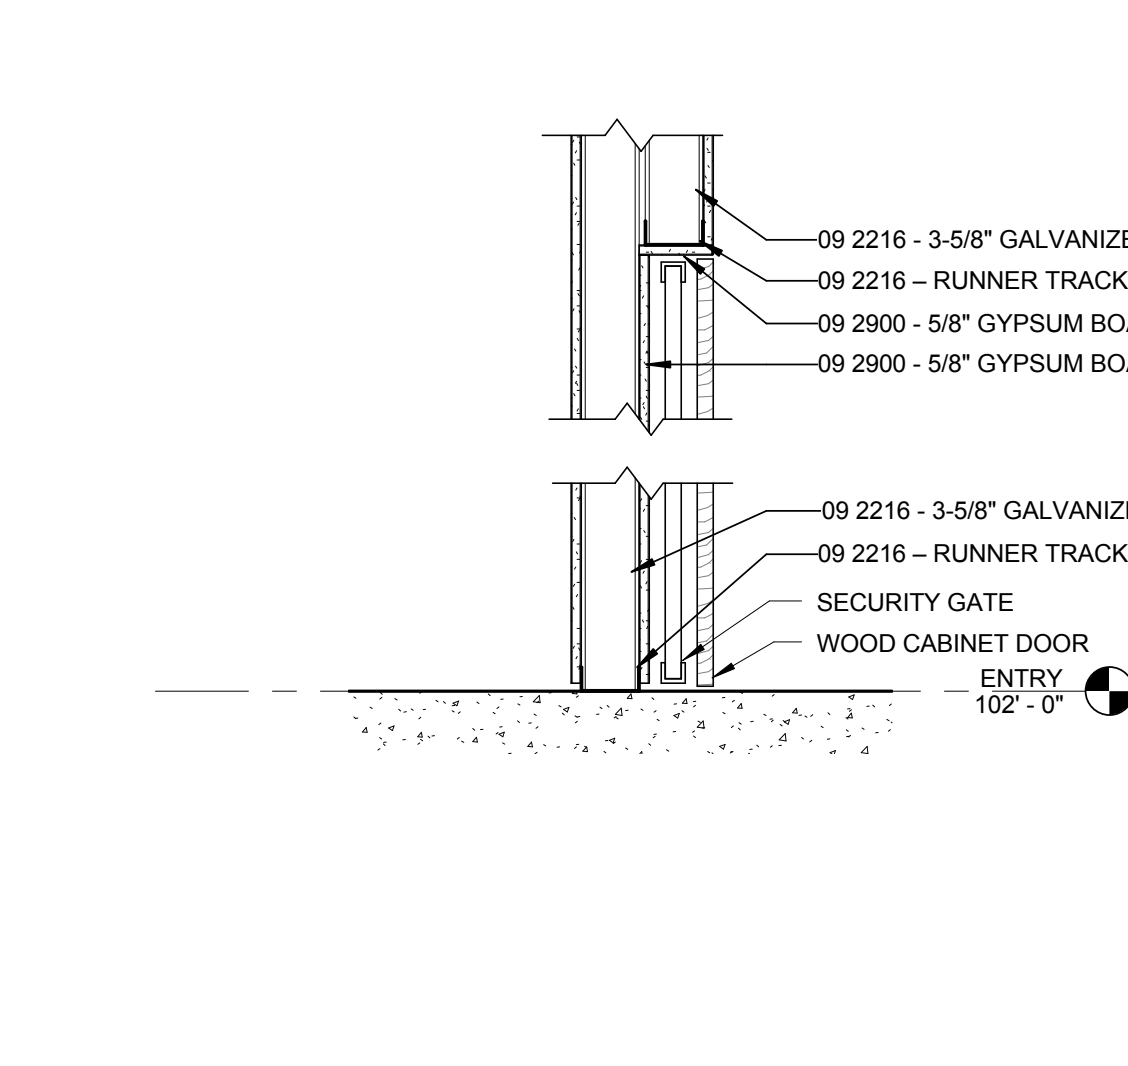 09 2216 - 3-5/8" GALVANIZE
09 2216 – RUNNER TRACK
09 2900 - 5/8" GYPSUM BOA
09 2900 - 5/8" GYPSUM BOA
09 2216 - 3-5/8" GALVANIZE
09 2216 – RUNNER TRACK
SECURITY GATE
WOOD CABINET DOOR
ENTRY
102' - 0"